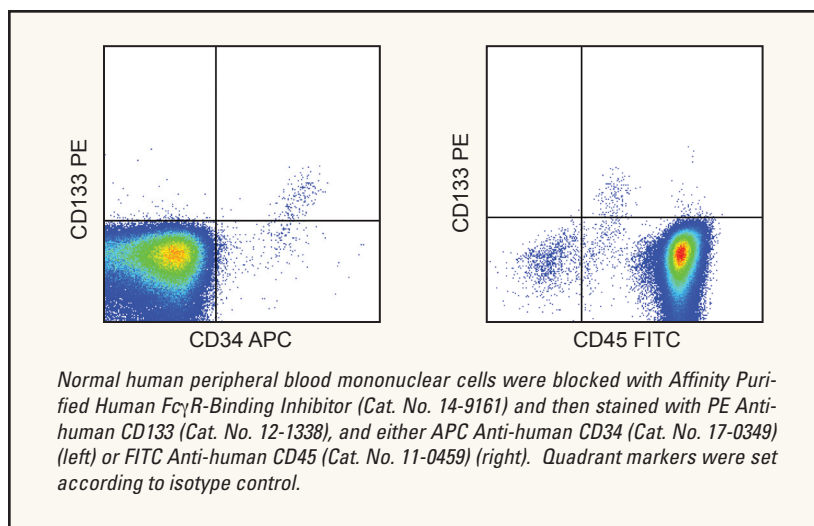 CD133 PE
CD34 APC
CD133 PE
CD45 FITC
Normal human peripheral blood mononuclear cells were blocked with Affinity Puri-
fied Human FcγR-Binding Inhibitor (Cat. No. 14-9161) and then stained with PE Anti-
human CD133 (Cat. No. 12-1338), and either APC Anti-human CD34 (Cat. No. 17-0349)
(left) or FITC Anti-human CD45 (Cat. No. 11-0459) (right).  Quadrant markers were set
according to isotype control.